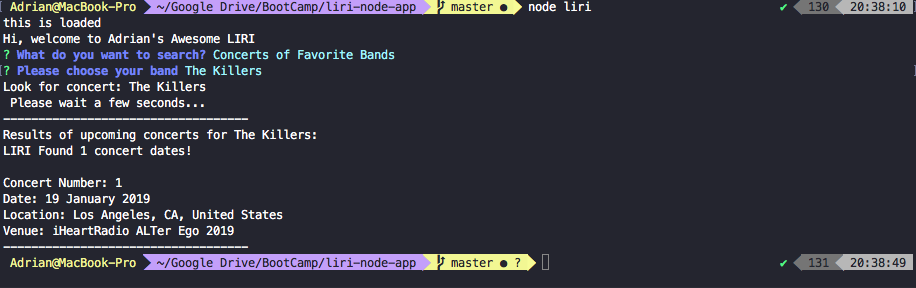 Adrian@MacBook-Pro ~/Google Drive/BootCamp/liri-node-app master ● node liri ✔ 130 20:38:10
this is loaded
Hi, welcome to Adrian's Awesome LIRI
? What do you want to search? Concerts of Favorite Bands
[? Please choose your band The Killers ]
Look for concert: The Killers
Please wait a few seconds...
-----------------------------------
Results of upcoming concerts for The Killers:
LIRI Found 1 concert dates!
Concert Number: 1
Date: 19 January 2019
Location: Los Angeles, CA, United States
Venue: iHeartRadio ALTer Ego 2019
-----------------------------------
Adrian@MacBook-Pro ~/Google Drive/BootCamp/liri-node-app master ● ? ✔ 131 20:38:49